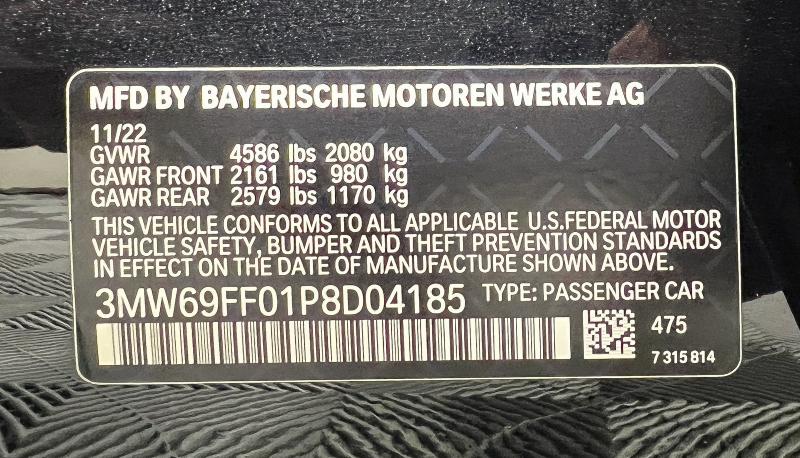 MFD BY BAYERISCHE MOTOREN WERKE AG
11/22
GVWR 4586 lbs 2080 kg
GAWR FRONT 2161 lbs 980 kg
GAWR REAR 2579 lbs 1170 kg
THIS VEHICLE CONFORMS TO ALL APPLICABLE U.S.FEDERAL MOTOR
VEHICLE SAFETY, BUMPER AND THEFT PREVENTION STANDARDS
IN EFFECT ON THE DATE OF MANUFACTURE SHOWN ABOVE.
3MW69FF01P8D04185 TYPE: PASSENGER CAR
475
7 315 814